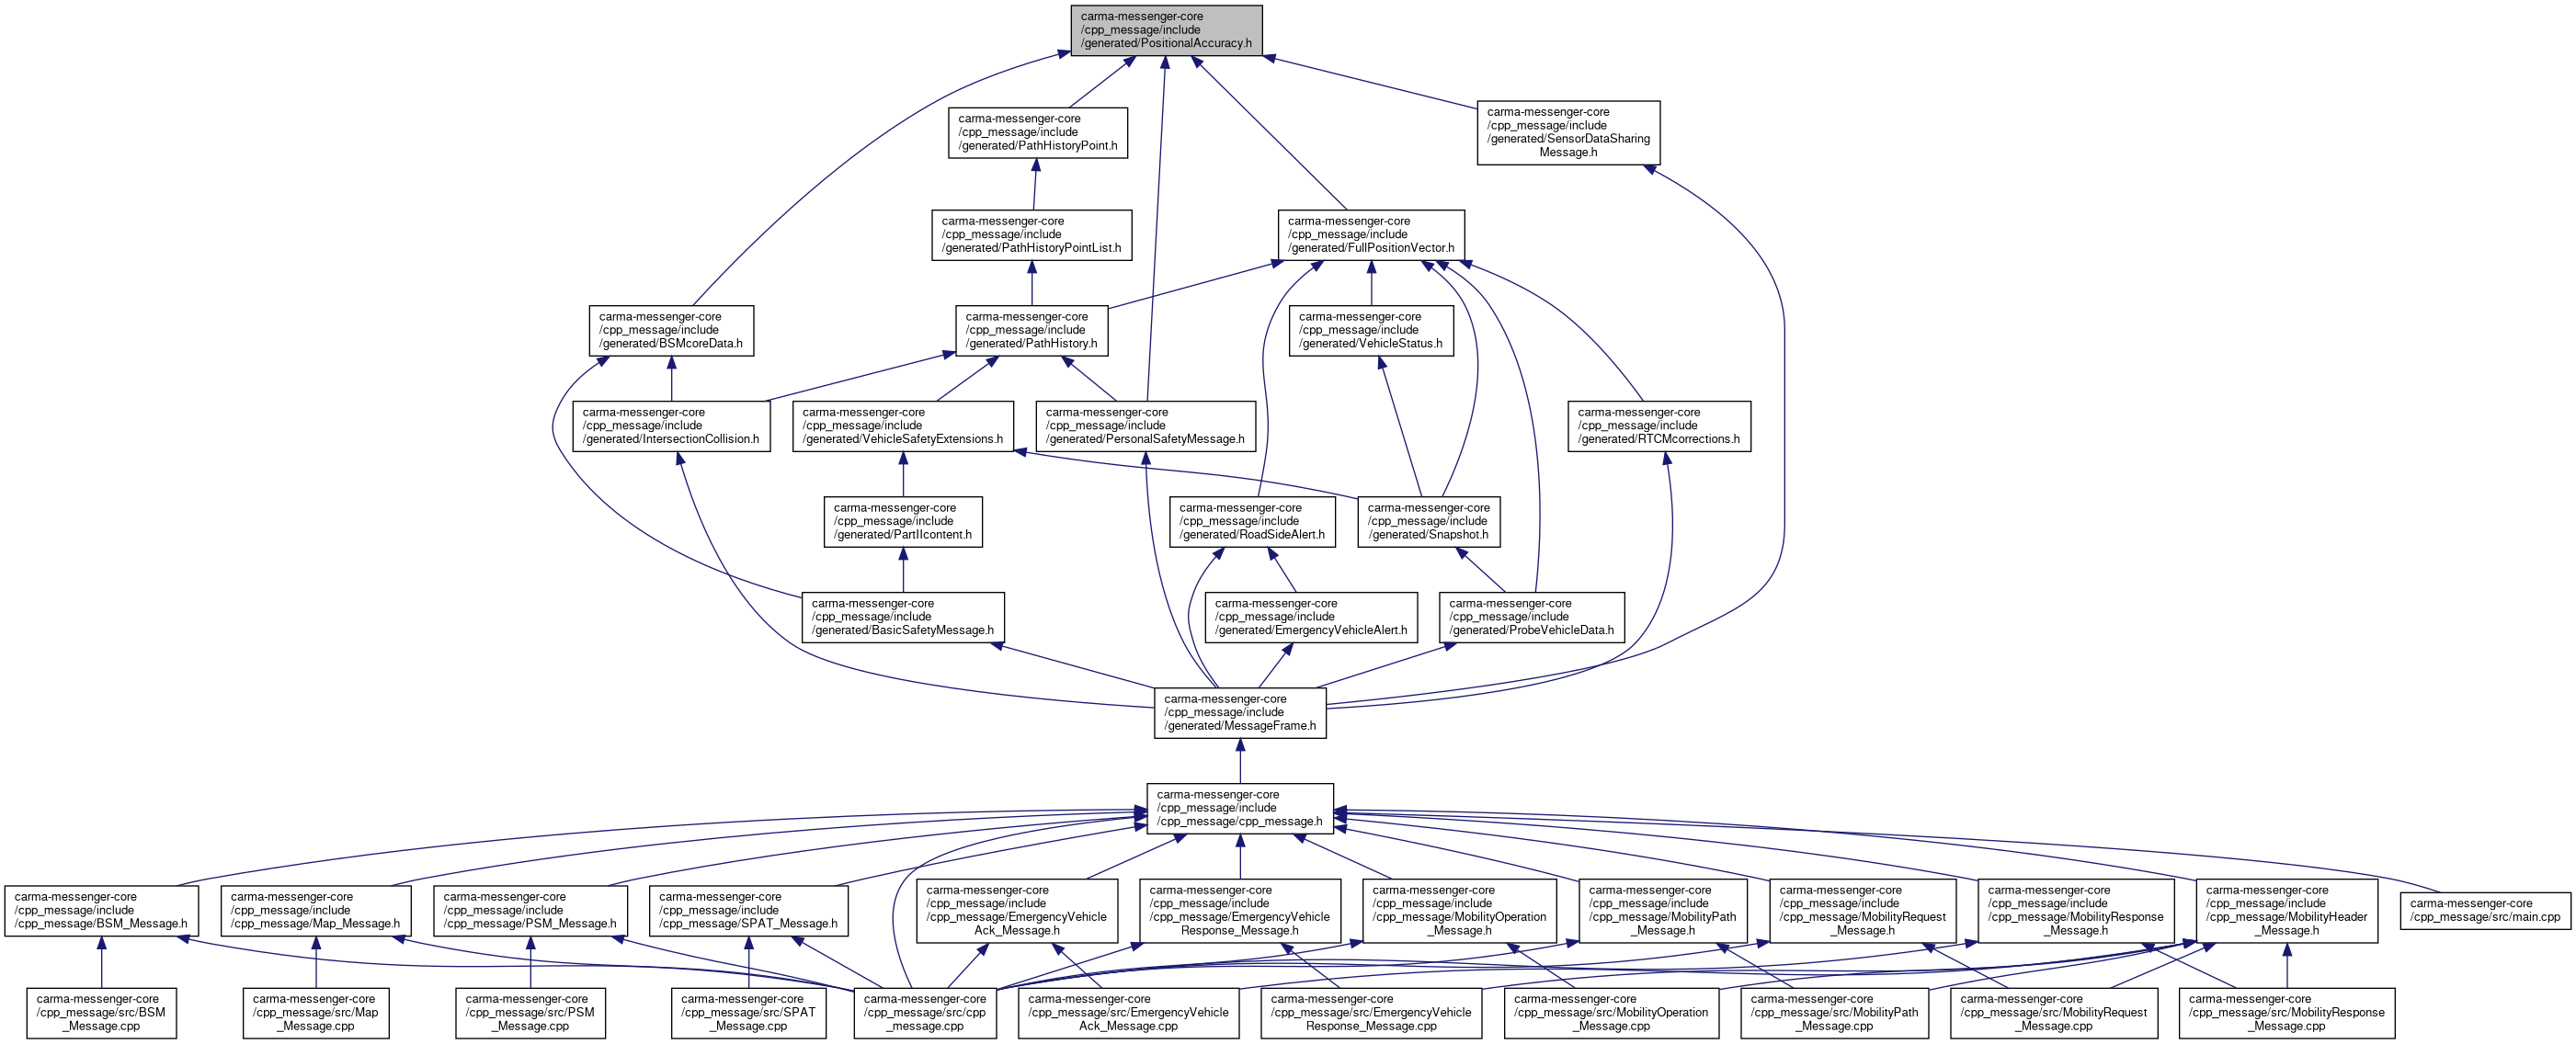 carma-messenger-core
/cpp_message/include
/generated/PositionalAccuracy.h
carma-messenger-core
/cpp_message/include
/generated/PathHistoryPoint.h
carma-messenger-core
/cpp_message/include
/generated/SensorDataSharing
Message.h
carma-messenger-core
/cpp_message/include
/generated/PathHistoryPointList.h
carma-messenger-core
/cpp_message/include
/generated/FullPositionVector.h
carma-messenger-core
/cpp_message/include
/generated/BSMcoreData.h
carma-messenger-core
/cpp_message/include
/generated/PathHistory.h
carma-messenger-core
/cpp_message/include
/generated/VehicleStatus.h
carma-messenger-core
/cpp_message/include
/generated/IntersectionCollision.h
carma-messenger-core
/cpp_message/include
/generated/VehicleSafetyExtensions.h
carma-messenger-core
/cpp_message/include
/generated/PersonalSafetyMessage.h
carma-messenger-core
/cpp_message/include
/generated/RTCMcorrections.h
carma-messenger-core
/cpp_message/include
/generated/PartIIcontent.h
carma-messenger-core
/cpp_message/include
/generated/RoadSideAlert.h
carma-messenger-core
/cpp_message/include
/generated/Snapshot.h
carma-messenger-core
/cpp_message/include
/generated/BasicSafetyMessage.h
carma-messenger-core
/cpp_message/include
/generated/EmergencyVehicleAlert.h
carma-messenger-core
/cpp_message/include
/generated/ProbeVehicleData.h
carma-messenger-core
/cpp_message/include
/generated/MessageFrame.h
carma-messenger-core
/cpp_message/include
/cpp_message/cpp_message.h
carma-messenger-core
/cpp_message/include
/cpp_message/BSM_Message.h
carma-messenger-core
/cpp_message/include
/cpp_message/Map_Message.h
carma-messenger-core
/cpp_message/include
/cpp_message/PSM_Message.h
carma-messenger-core
/cpp_message/include
/cpp_message/SPAT_Message.h
carma-messenger-core
/cpp_message/include
/cpp_message/EmergencyVehicle
Ack_Message.h
carma-messenger-core
/cpp_message/include
/cpp_message/EmergencyVehicle
Response_Message.h
carma-messenger-core
/cpp_message/include
/cpp_message/MobilityOperation
_Message.h
carma-messenger-core
/cpp_message/include
/cpp_message/MobilityPath
_Message.h
carma-messenger-core
/cpp_message/include
/cpp_message/MobilityRequest
_Message.h
carma-messenger-core
/cpp_message/include
/cpp_message/MobilityResponse
_Message.h
carma-messenger-core
/cpp_message/include
/cpp_message/MobilityHeader
_Message.h
carma-messenger-core
/cpp_message/src/main.cpp
carma-messenger-core
/cpp_message/src/BSM
_Message.cpp
carma-messenger-core
/cpp_message/src/Map
_Message.cpp
carma-messenger-core
/cpp_message/src/PSM
_Message.cpp
carma-messenger-core
/cpp_message/src/SPAT
_Message.cpp
carma-messenger-core
/cpp_message/src/cpp
_message.cpp
carma-messenger-core
/cpp_message/src/EmergencyVehicle
Ack_Message.cpp
carma-messenger-core
/cpp_message/src/EmergencyVehicle
Response_Message.cpp
carma-messenger-core
/cpp_message/src/MobilityOperation
_Message.cpp
carma-messenger-core
/cpp_message/src/MobilityPath
_Message.cpp
carma-messenger-core
/cpp_message/src/MobilityRequest
_Message.cpp
carma-messenger-core
/cpp_message/src/MobilityResponse
_Message.cpp